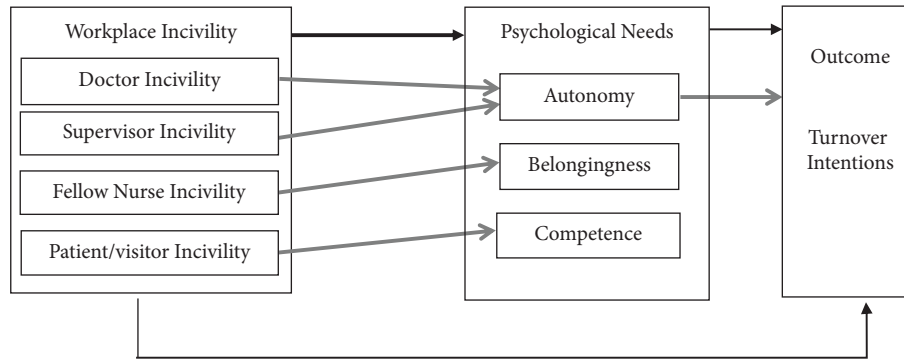 Workplace Incivility
Doctor Incivility
Supervisor Incivility
Fellow Nurse Incivility
Patient/visitor Incivility
Psychological Needs
Autonomy
Belongingness
Competence
Outcome
Turnover
Intentions